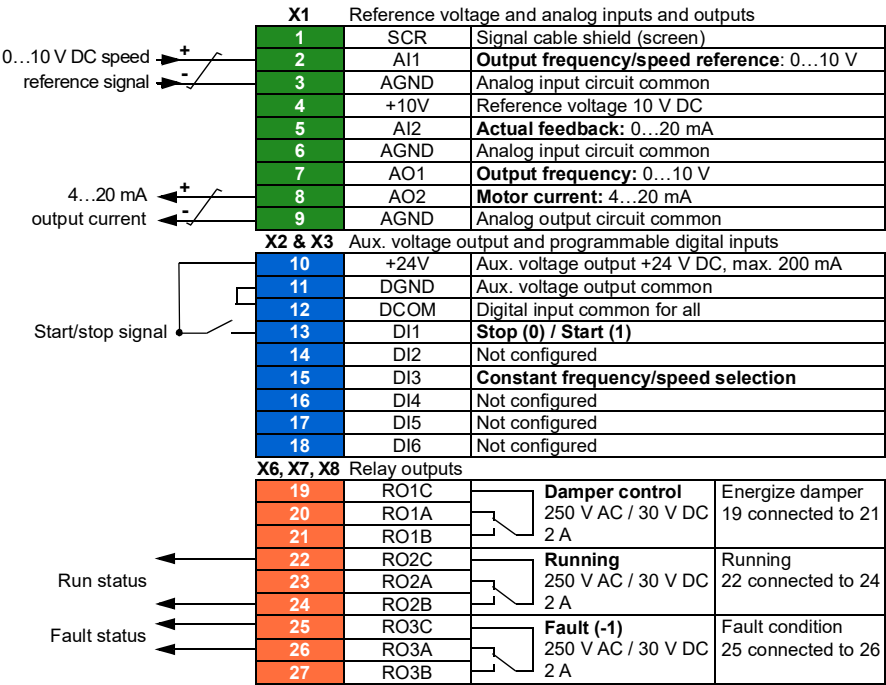 X1 Reference voltage and analog inputs and outputs
1 SCR Signal cable shield (screen)
0…10 V DC speed + 2 AI1 Output frequency/speed reference: 0…10 V
reference signal - 3 AGND Analog input circuit common
4 +10V Reference voltage 10 V DC
5 AI2 Actual feedback: 0…20 mA
6 AGND Analog input circuit common
7 AO1 Output frequency: 0…10 V
4…20 mA + 8 AO2 Motor current: 4…20 mA
output current - 9 AGND Analog output circuit common
X2 & X3 Aux. voltage output and programmable digital inputs
10 +24V Aux. voltage output +24 V DC, max. 200 mA
11 DGND Aux. voltage output common
12 DCOM Digital input common for all
Start/stop signal 13 DI1 Stop (0) / Start (1)
14 DI2 Not configured
15 DI3 Constant frequency/speed selection
16 DI4 Not configured
17 DI5 Not configured
18 DI6 Not configured
X6, X7, X8 Relay outputs
19 RO1C Damper control Energize damper
20 RO1A 250 V AC / 30 V DC 19 connected to 21
21 RO1B 2 A
22 RO2C Running Running
Run status 23 RO2A 250 V AC / 30 V DC 22 connected to 24
24 RO2B 2 A
Fault status 25 RO3C Fault (-1) Fault condition
26 RO3A 250 V AC / 30 V DC 25 connected to 26
27 RO3B 2 A